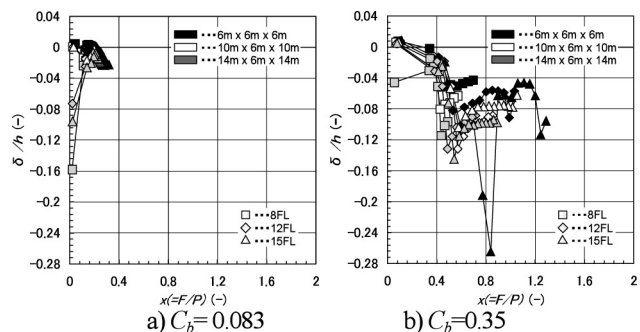 0.04
0
−0.04
−0.08
−0.12
−0.16
−0.2
−0.24
−0.28
δ/h (−)
•••6m x 6m x 6m
•••10m x 6m x 10m
•••14m x 6m x 14m
•••8FL
•••12FL
•••15FL
0 0.4 0.8 1.2 1.6 2
x(=F/P) (−)
a) Cb= 0.083
0.04
0
−0.04
−0.08
−0.12
−0.16
−0.2
−0.24
−0.28
δ/h (−)
•••6m x 6m x 6m
•••10m x 6m x 10m
•••14m x 6m x 14m
•••8FL
•••12FL
•••15FL
0 0.4 0.8 1.2 1.6 2
x(=F/P) (−)
b) Cb=0.35